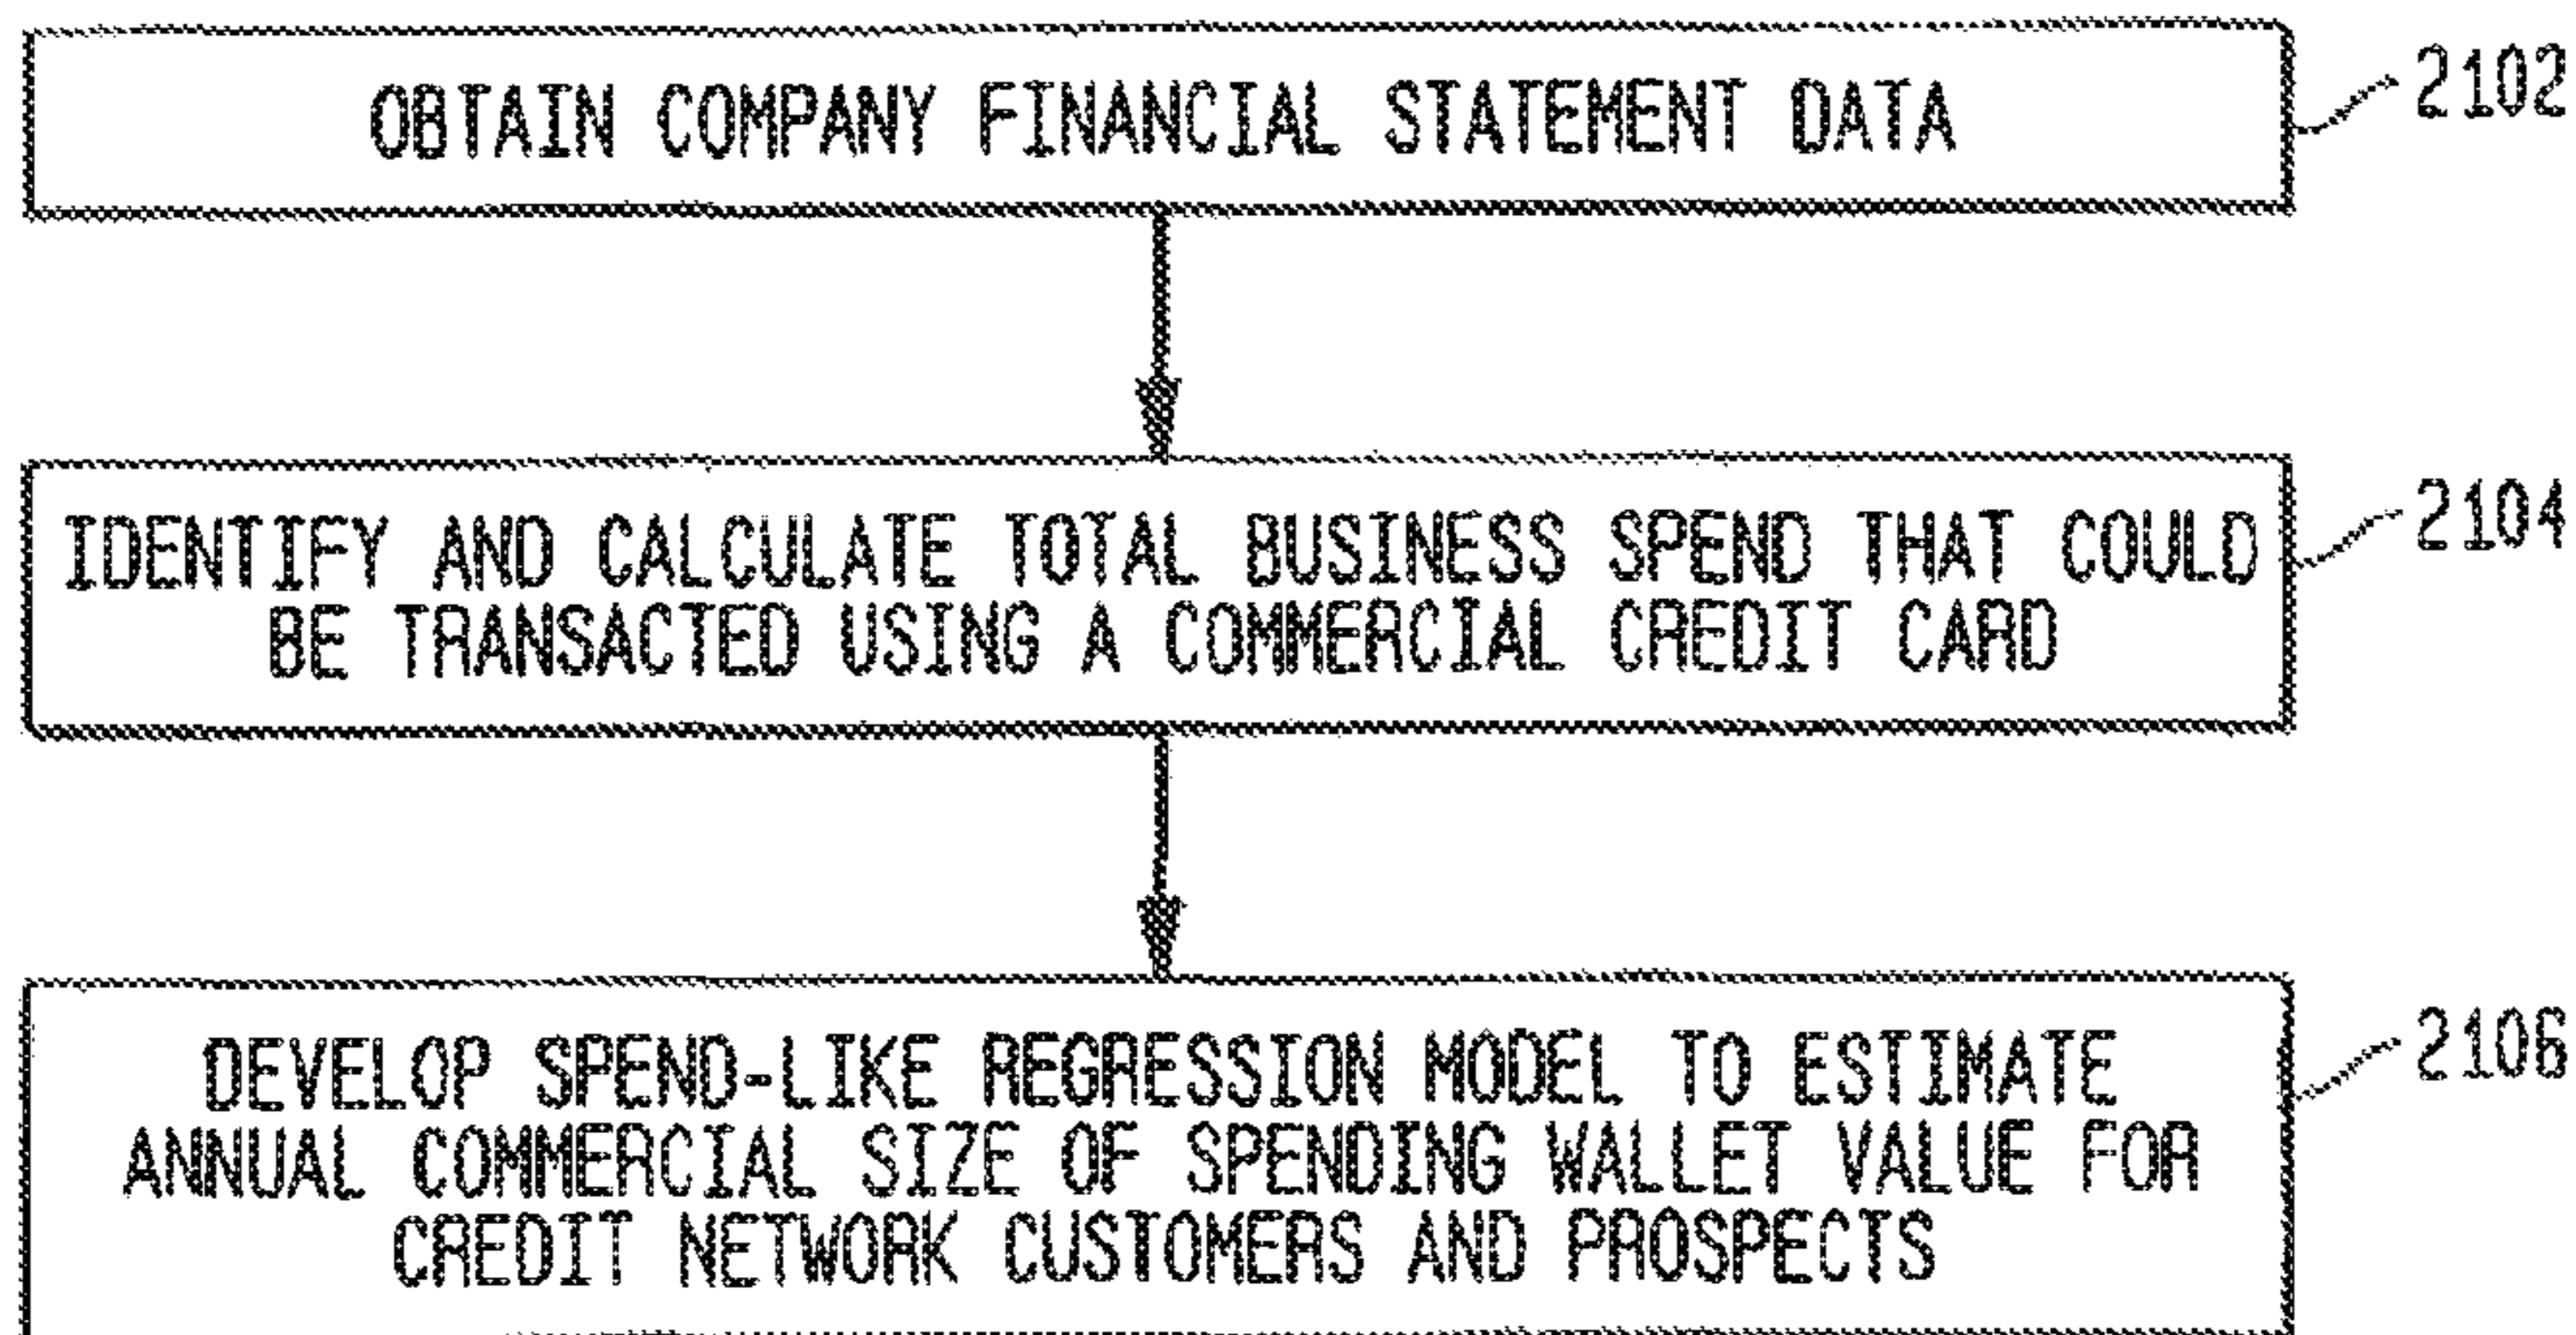 OBTAIN COMPANY FINANCIAL STATEMENT DATA
2102
IDENTIFY AND CALCULATE TOTAL BUSINESS SPEND THAT COULD
BE TRANSACTED USING A COMMERCIAL CREDIT CARD
2104
DEVELOP SPEND-LIKE REGRESSION MODEL TO ESTIMATE
ANNUAL COMMERCIAL SIZE OF SPENDING WALLET VALUE FOR
CREDIT NETWORK CUSTOMERS AND PROSPECTS
2106